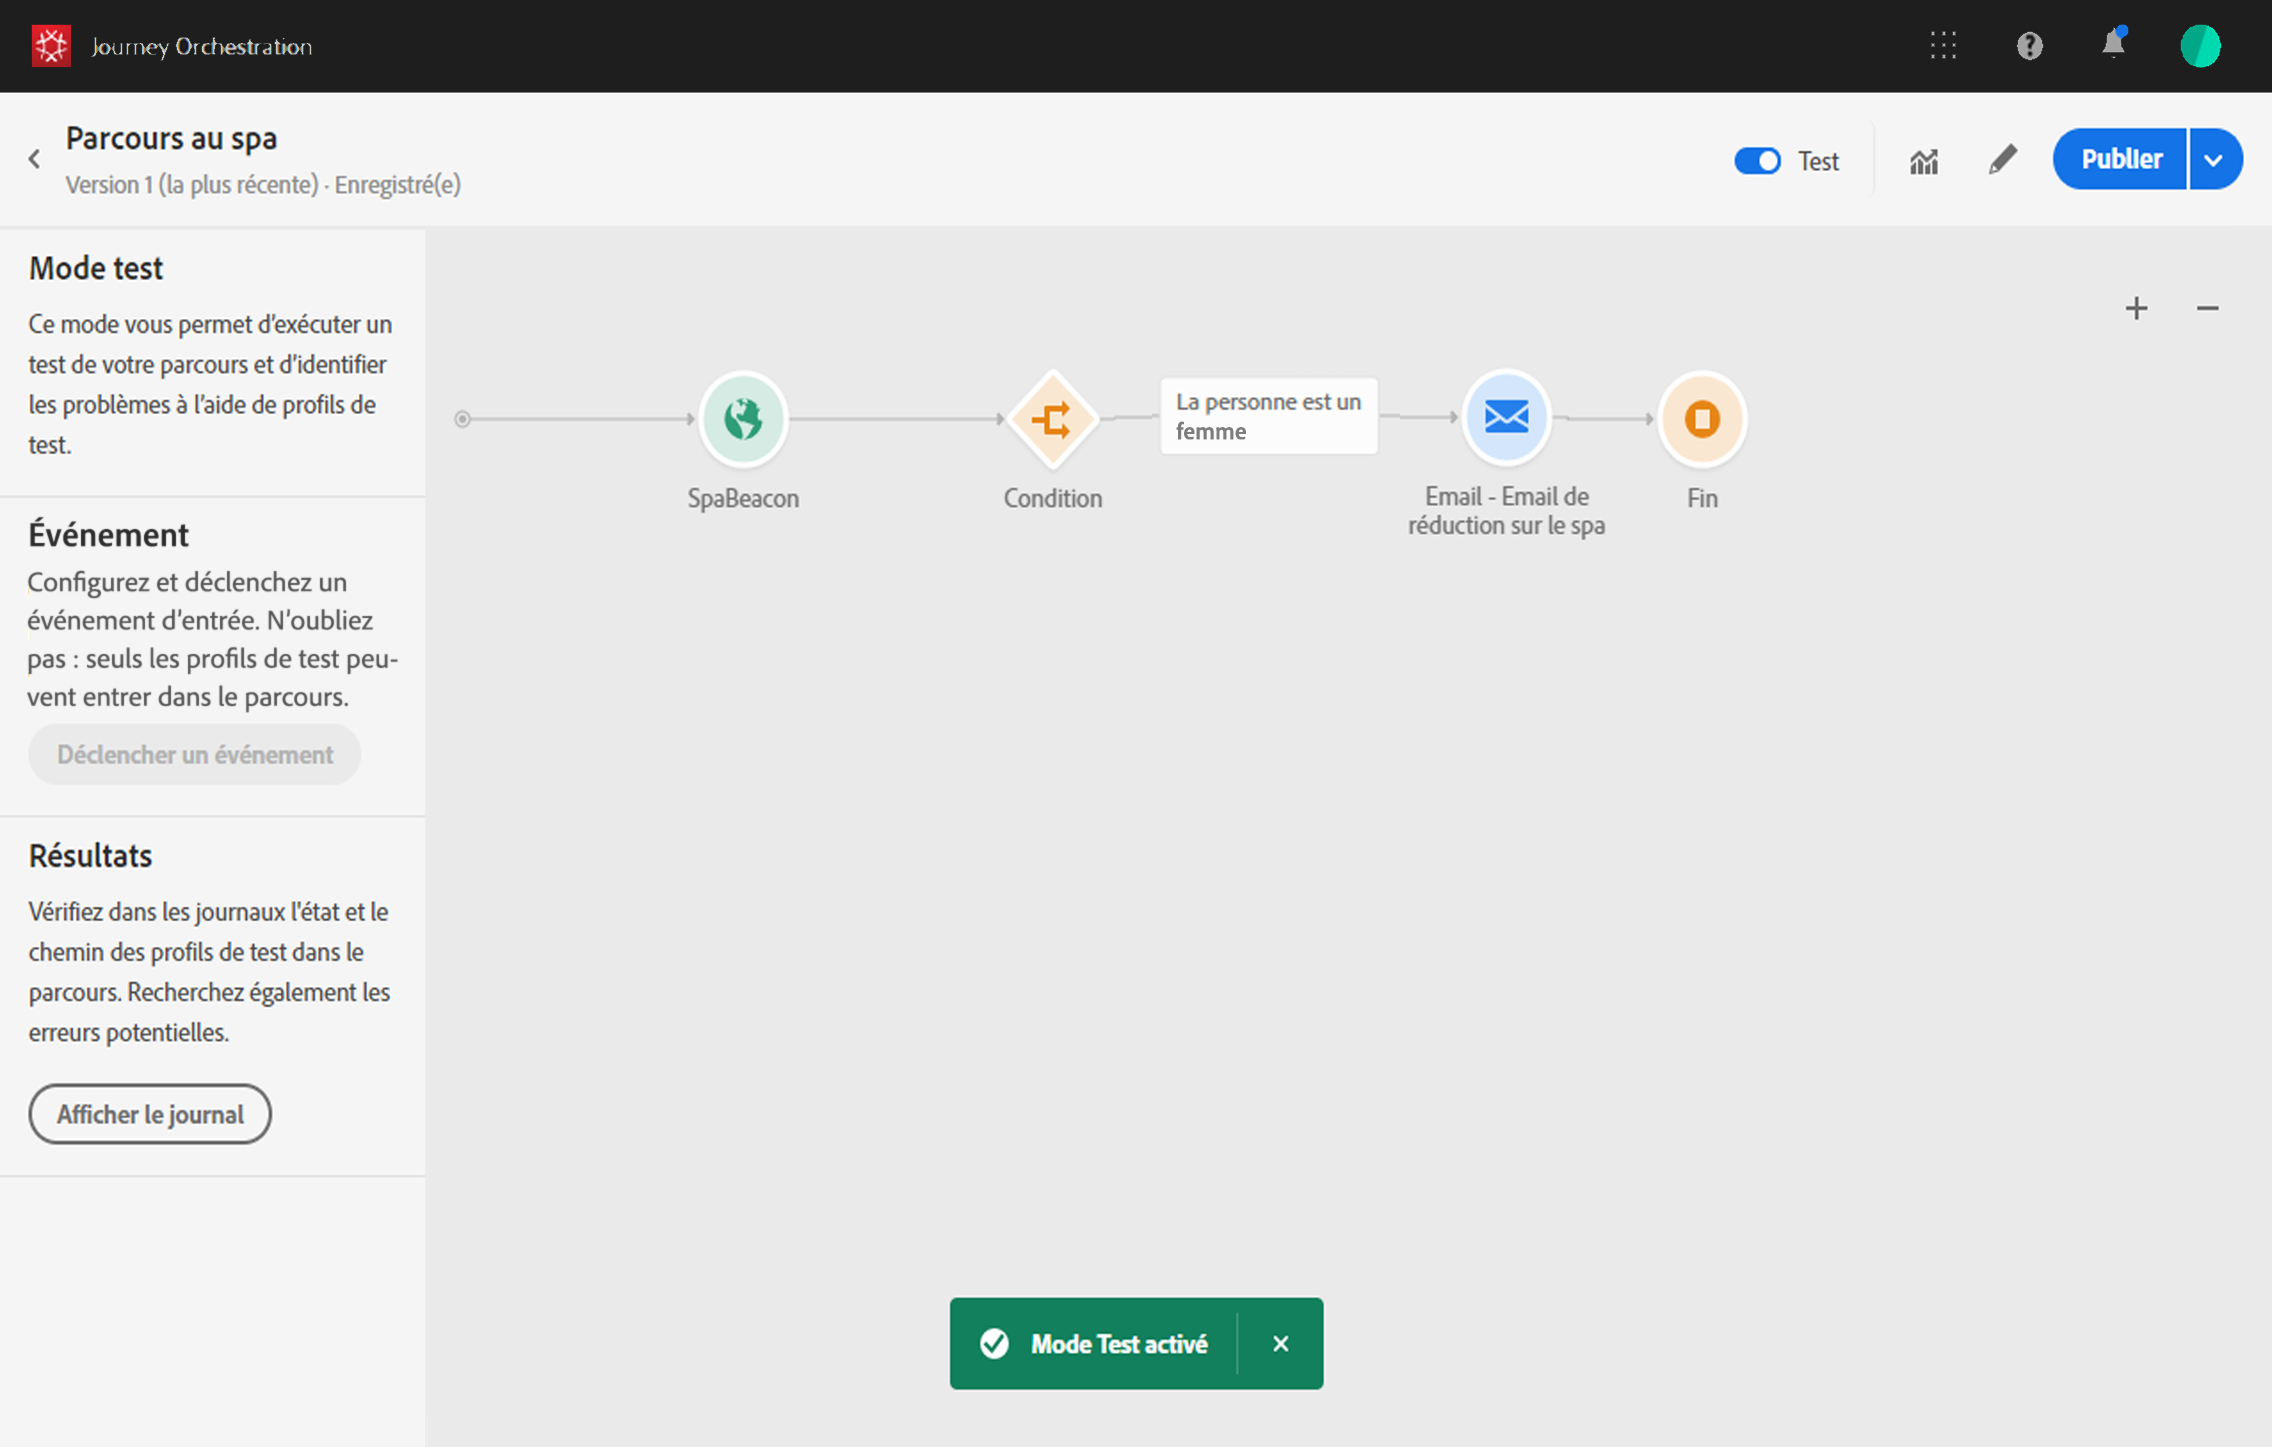 Journey Orchestration
Parcours au spa
Version 1 (la plus récente) · Enregistré(e)
Test
Publier
Mode test
Ce mode vous permet d’exécuter un
test de votre parcours et d’identifier
les problèmes à l’aide de profils de
test.
Événement
Configurez et déclenchez un
événement d’entrée. N’oubliez
pas : seuls les profils de test peu-
vent entrer dans le parcours.
Déclencher un événement
Résultats
Vérifiez dans les journaux l'état et le
chemin des profils de test dans le
parcours. Recherchez également les
erreurs potentielles.
Afficher le journal
SpaBeacon
Condition
La personne est un
femme
Email - Email de
réduction sur le spa
Fin
Mode Test activé